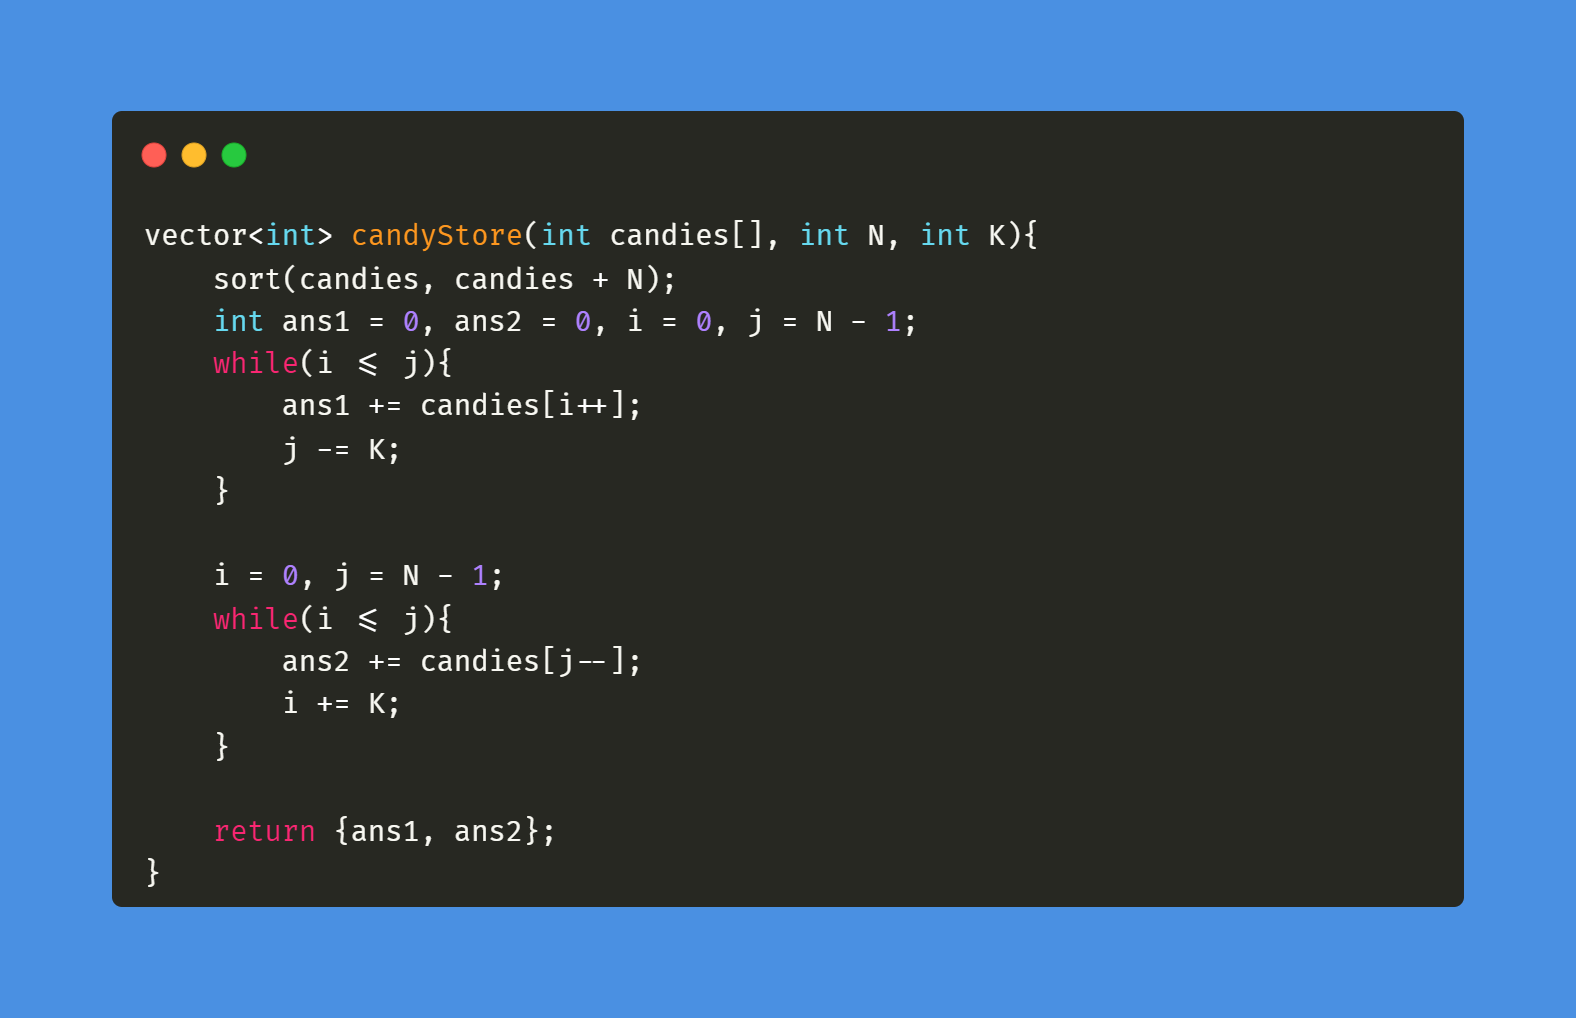 vector<int> candyStore(int candies[], int N, int K){
    sort(candies, candies + N);
    int ans1 = 0, ans2 = 0, i = 0, j = N - 1;
    while(i <= j){
        ans1 += candies[i++];
        j -= K;
    }

    i = 0, j = N - 1;
    while(i <= j){
        ans2 += candies[j--];
        i += K;
    }

    return {ans1, ans2};
}